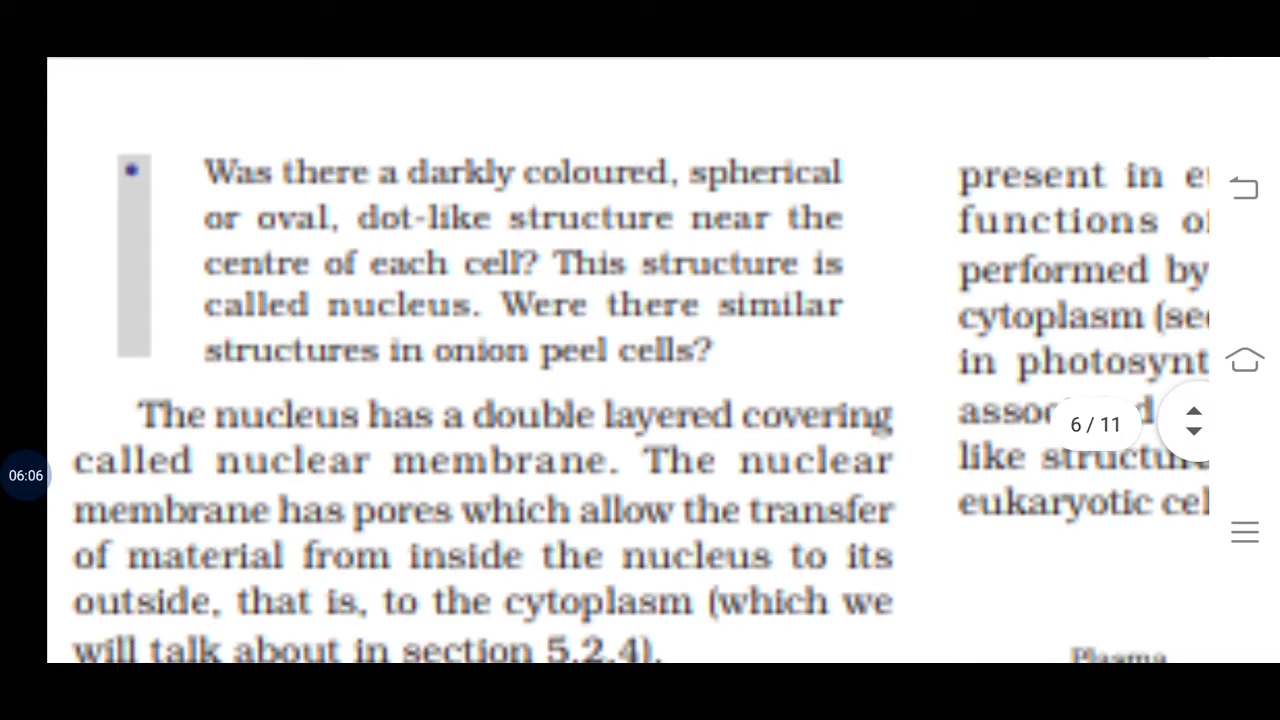 Was there a darkly coloured, spherical
or oval, dot-like structure near the
centre of each cell? This structure is
called nucleus. Were there similar
structures in onion peel cells?
The nucleus has a double layered covering
called nuclear membrane. The nuclear
membrane has pores which allow the transfer
of material from inside the nucleus to its
outside, that is, to the cytoplasm (which we
will talk about in section 5.2.4).
present in
functions
performed by
cytoplasm
in
like
eukaryotic
Plasma
6 / 11
06:06